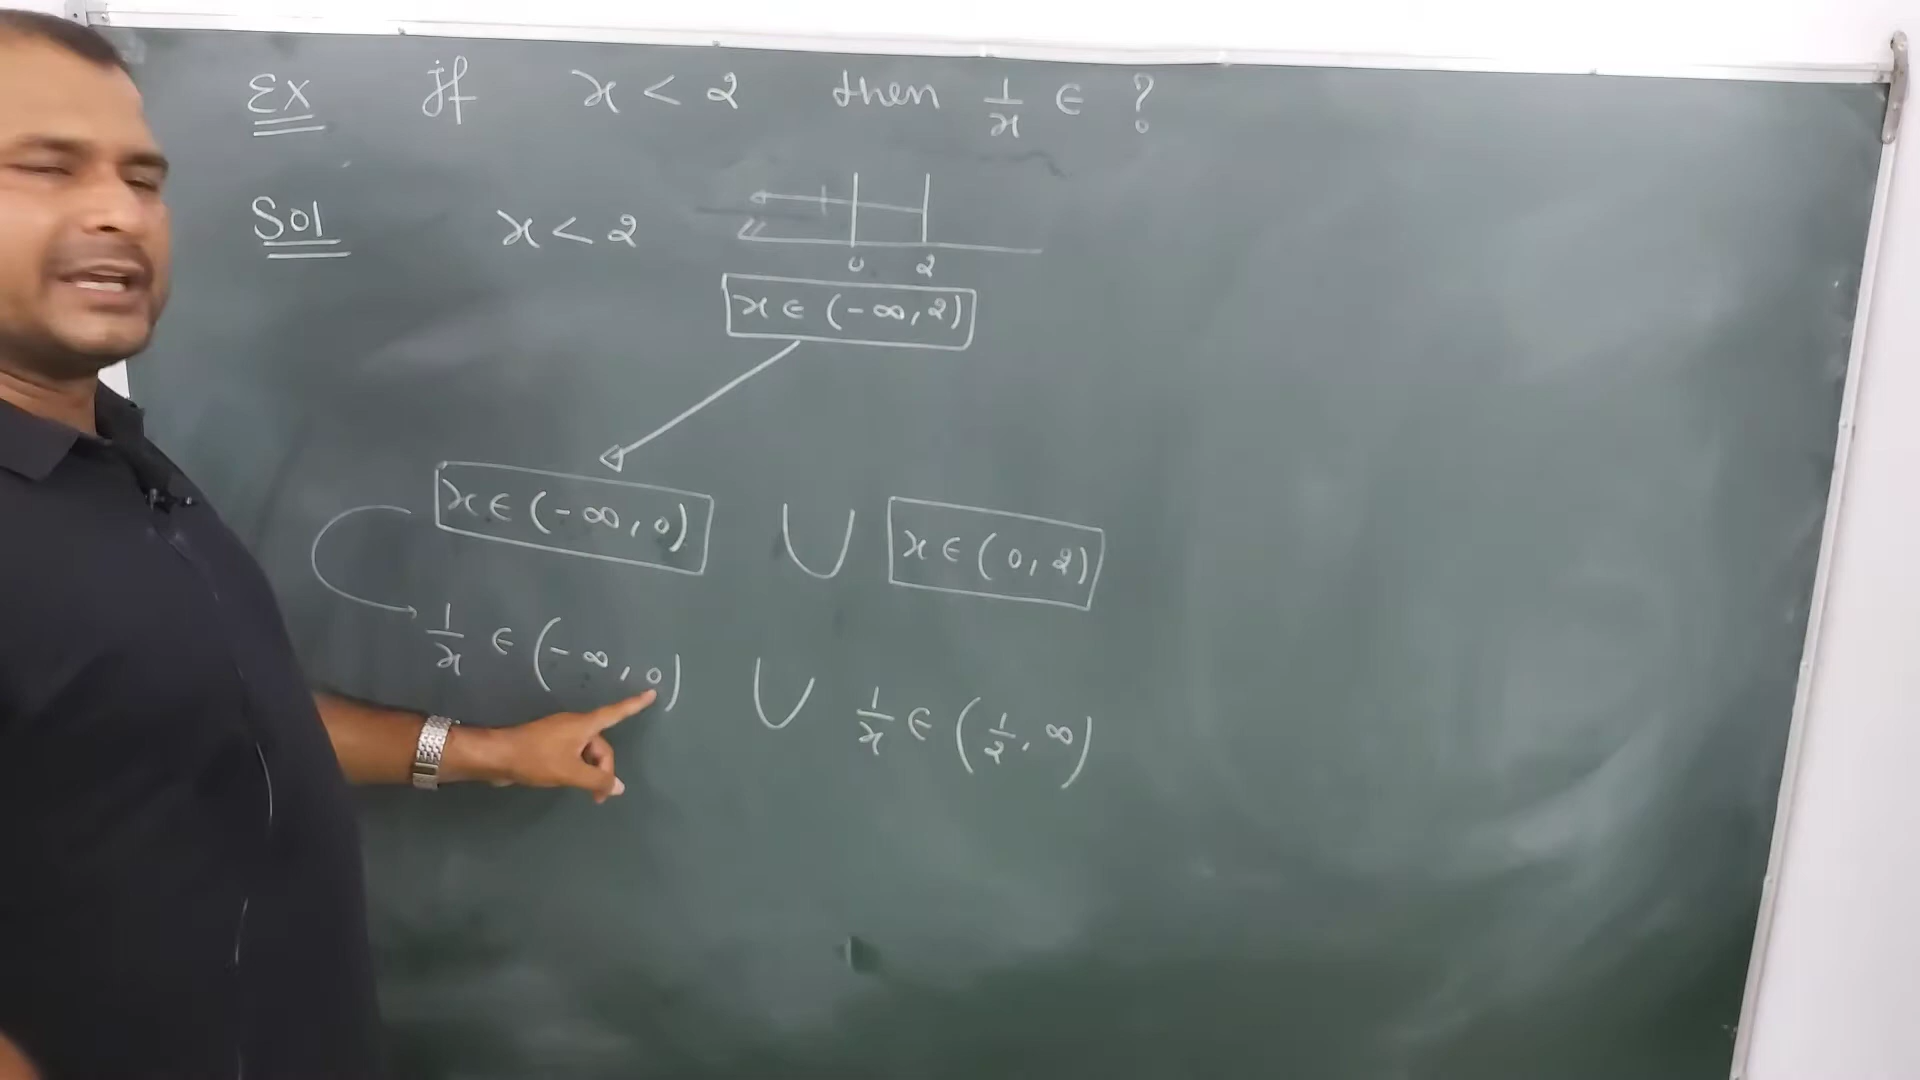 Ex If x < 2 then 1/x ∈ ?
Sol x < 2
0 2
x ∈ (-∞, 2)
x ∈ (-∞, 0) ∪ x ∈ (0, 2)
1/x ∈ (-∞, 0) ∪ 1/x ∈ (1/2, ∞)